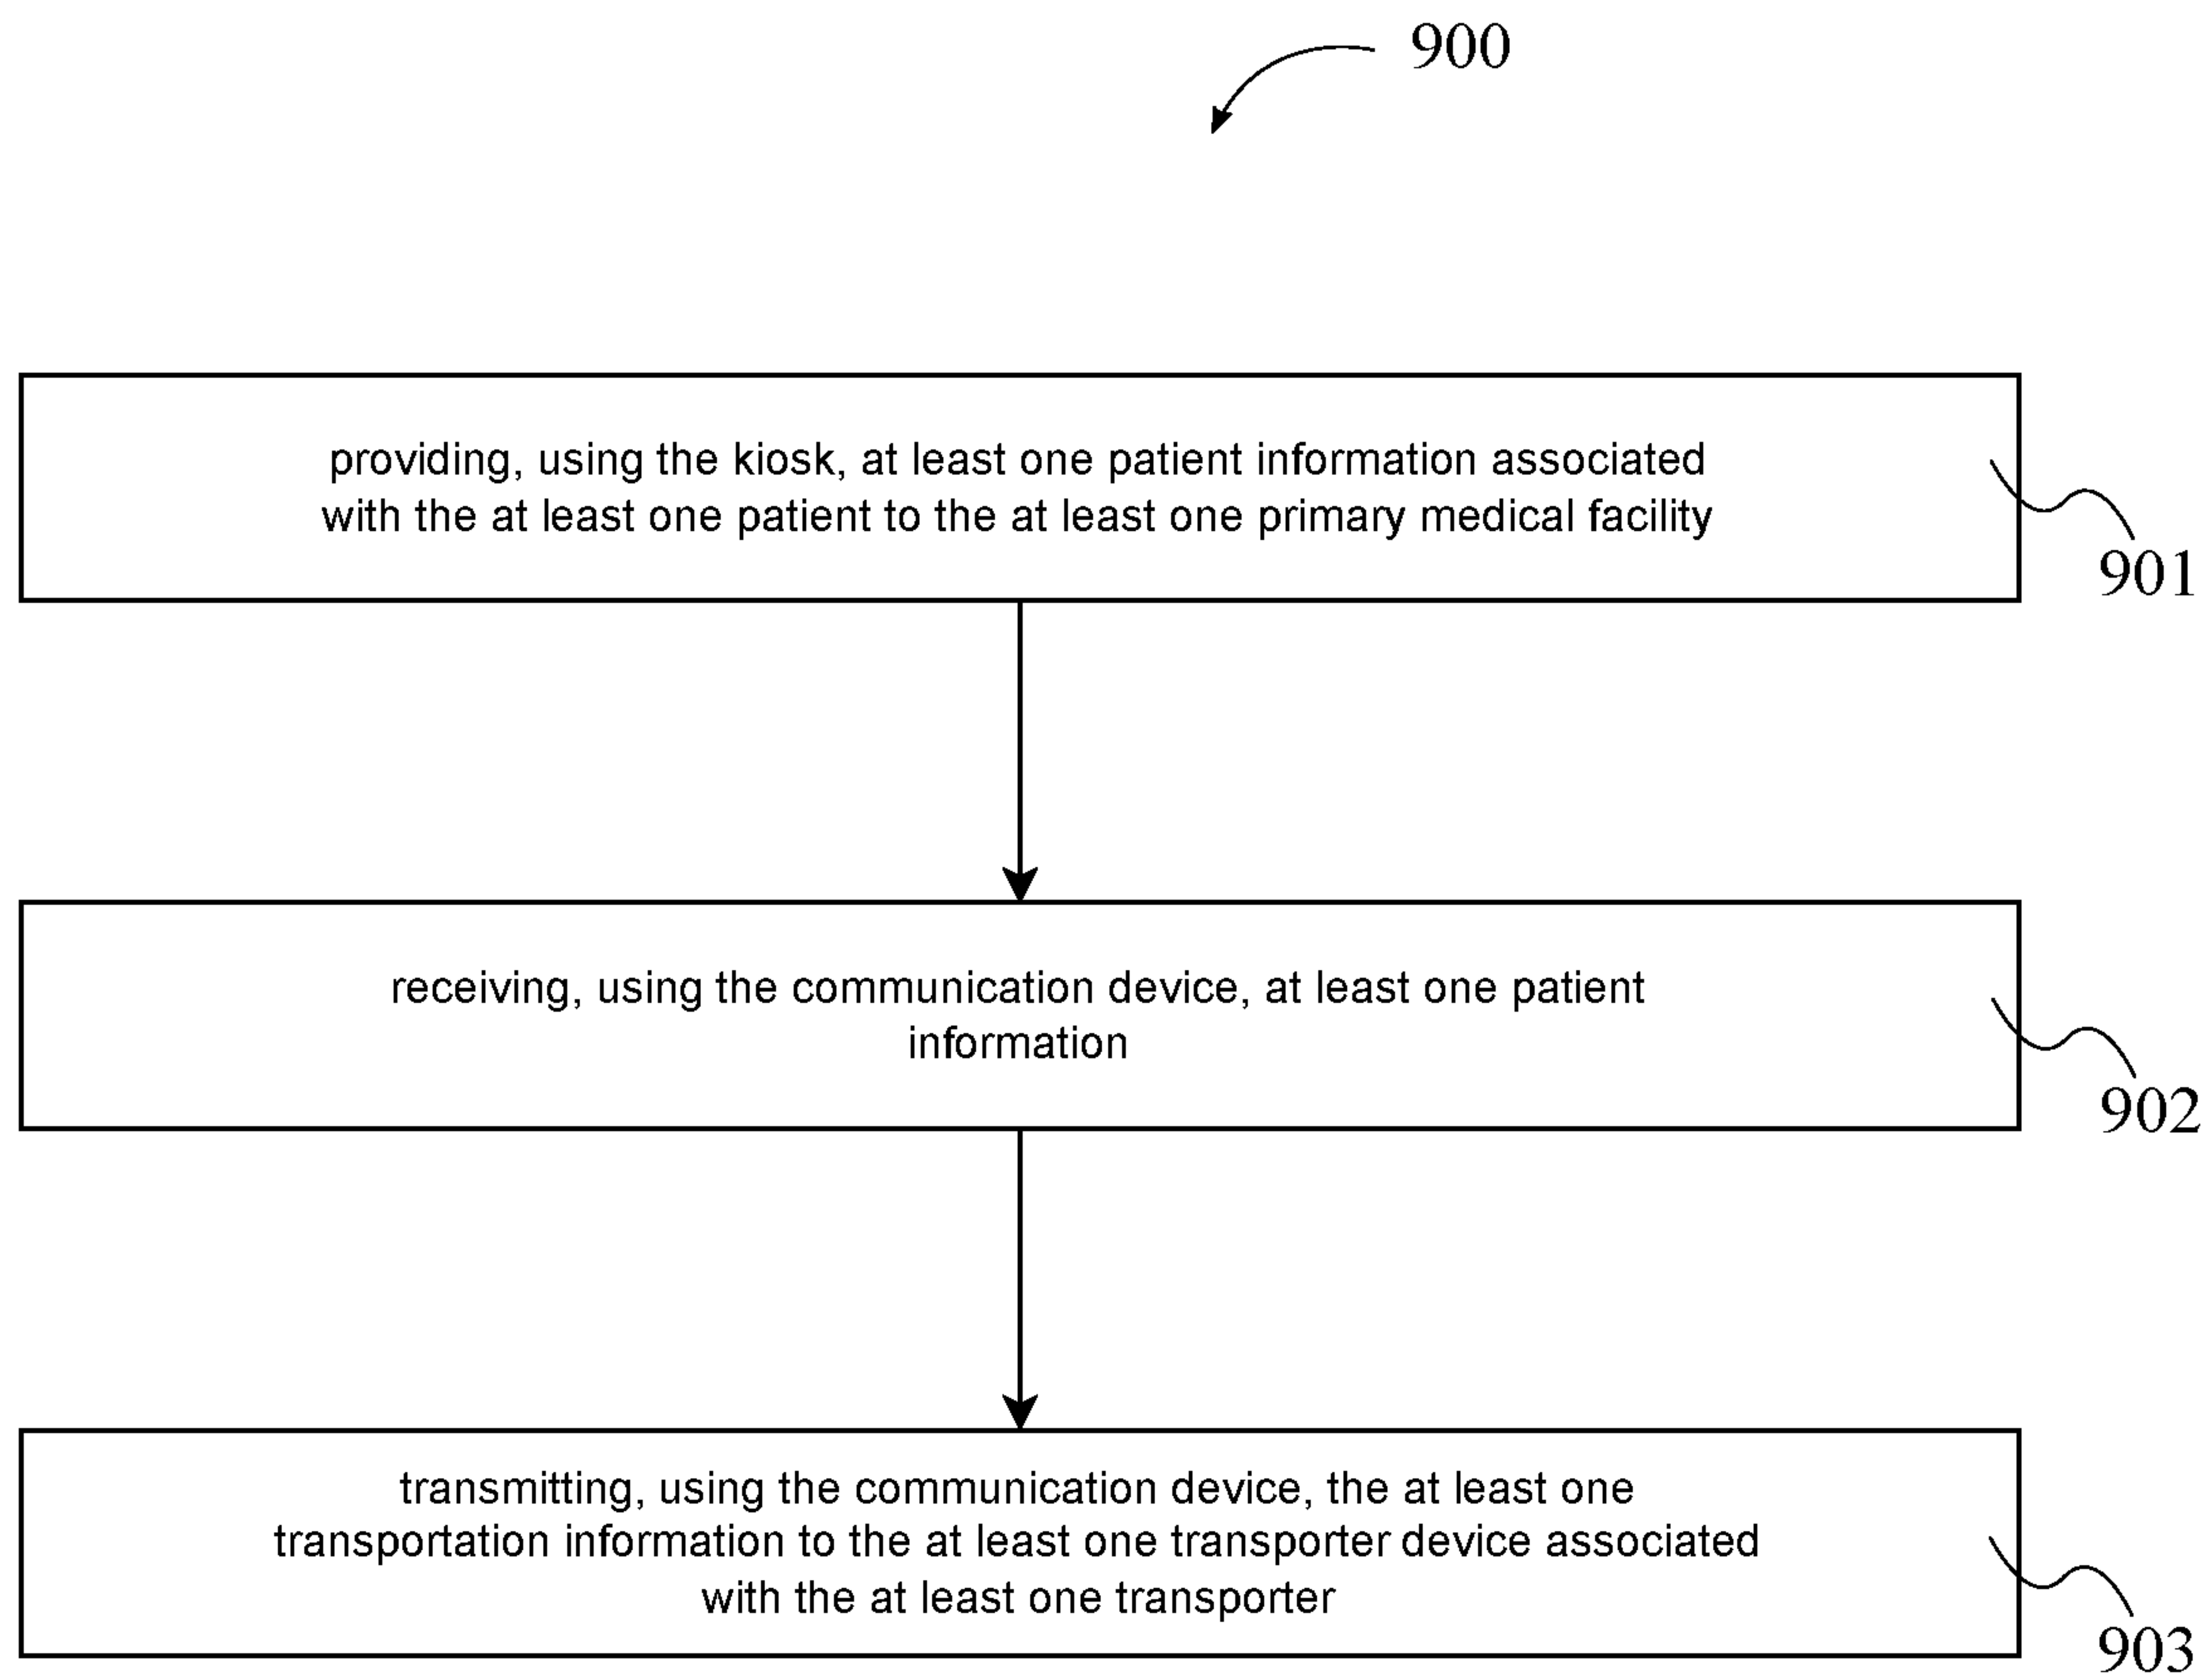 900
providing, using the kiosk, at least one patient information associated
with the at least one patient to the at least one primary medical facility
901
receiving, using the communication device, at least one patient
information
902
transmitting, using the communication device, the at least one
transportation information to the at least one transporter device associated
with the at least one transporter
903